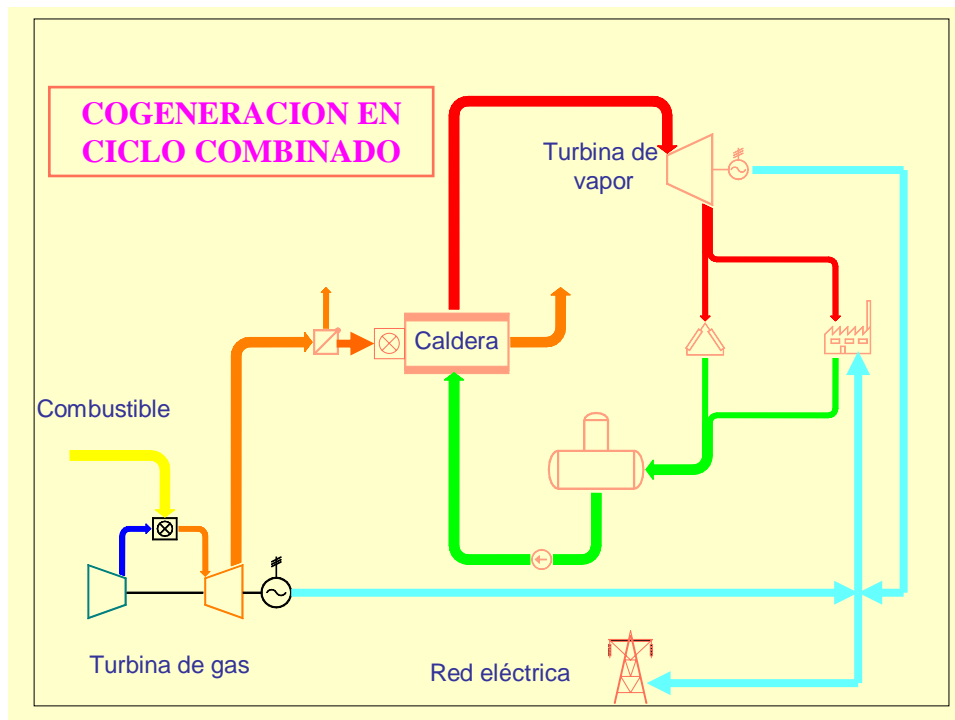 COGENERACION EN
CICLO COMBINADO
Turbina de
vapor
Caldera
Combustible
Turbina de gas
Red eléctrica